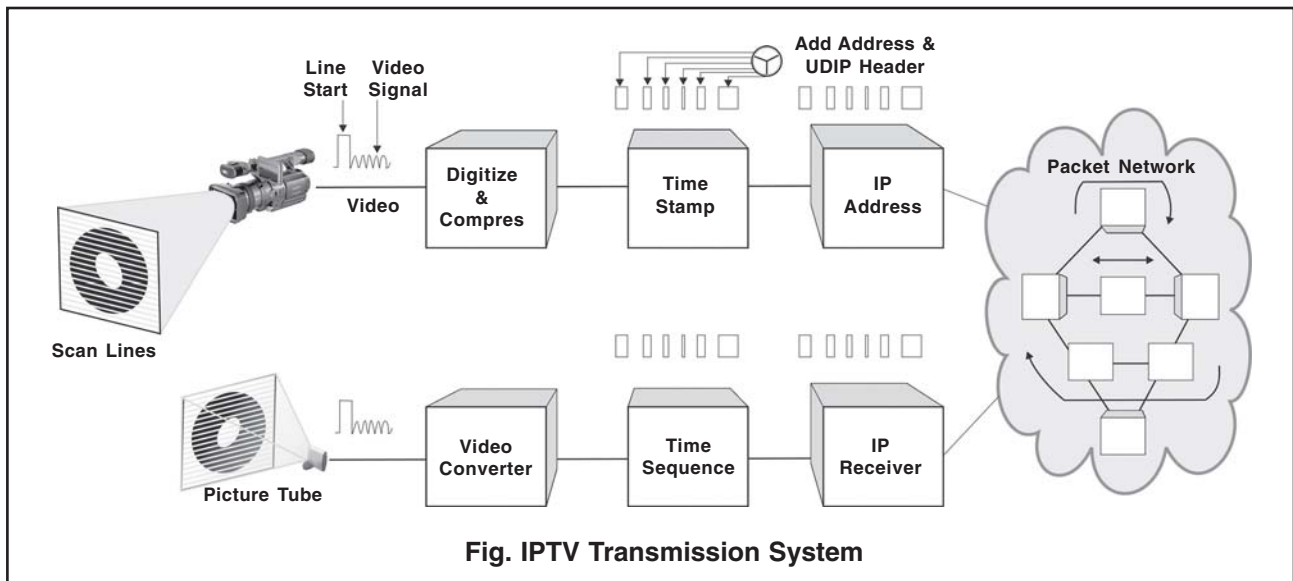 Line
Start
Video
Signal
Add Address &
UDIP Header
Packet Network
Digitize
&
Compres
Time
Stamp
IP
Address
Video
Scan Lines
Video
Converter
Time
Sequence
IP
Receiver
Picture Tube
Fig. IPTV Transmission System